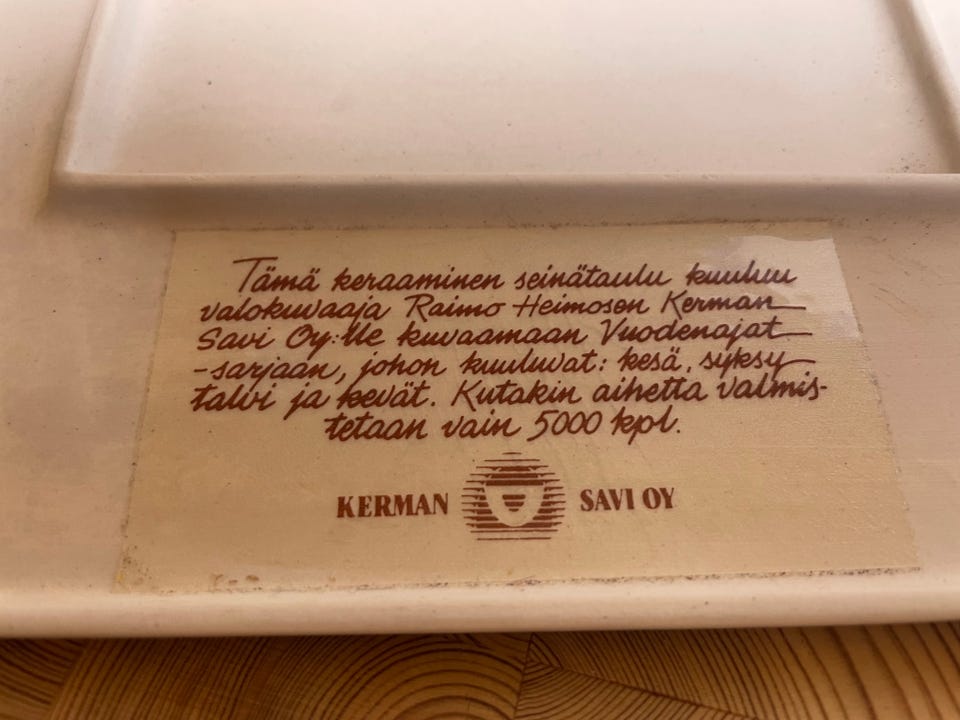 Tämä keraaminen seinätaulu kuuluu
valokuvaaja Raimo Heimosen Kerman
Savi Oy:lle kuvaamaan Vuodenajat
-sarjaan, johon kuuluvat: kesä, syksy
talvi ja kevät. Kutakin aihetta valmis-
tetaan vain 5000 kpl.
KERMAN SAVI OY